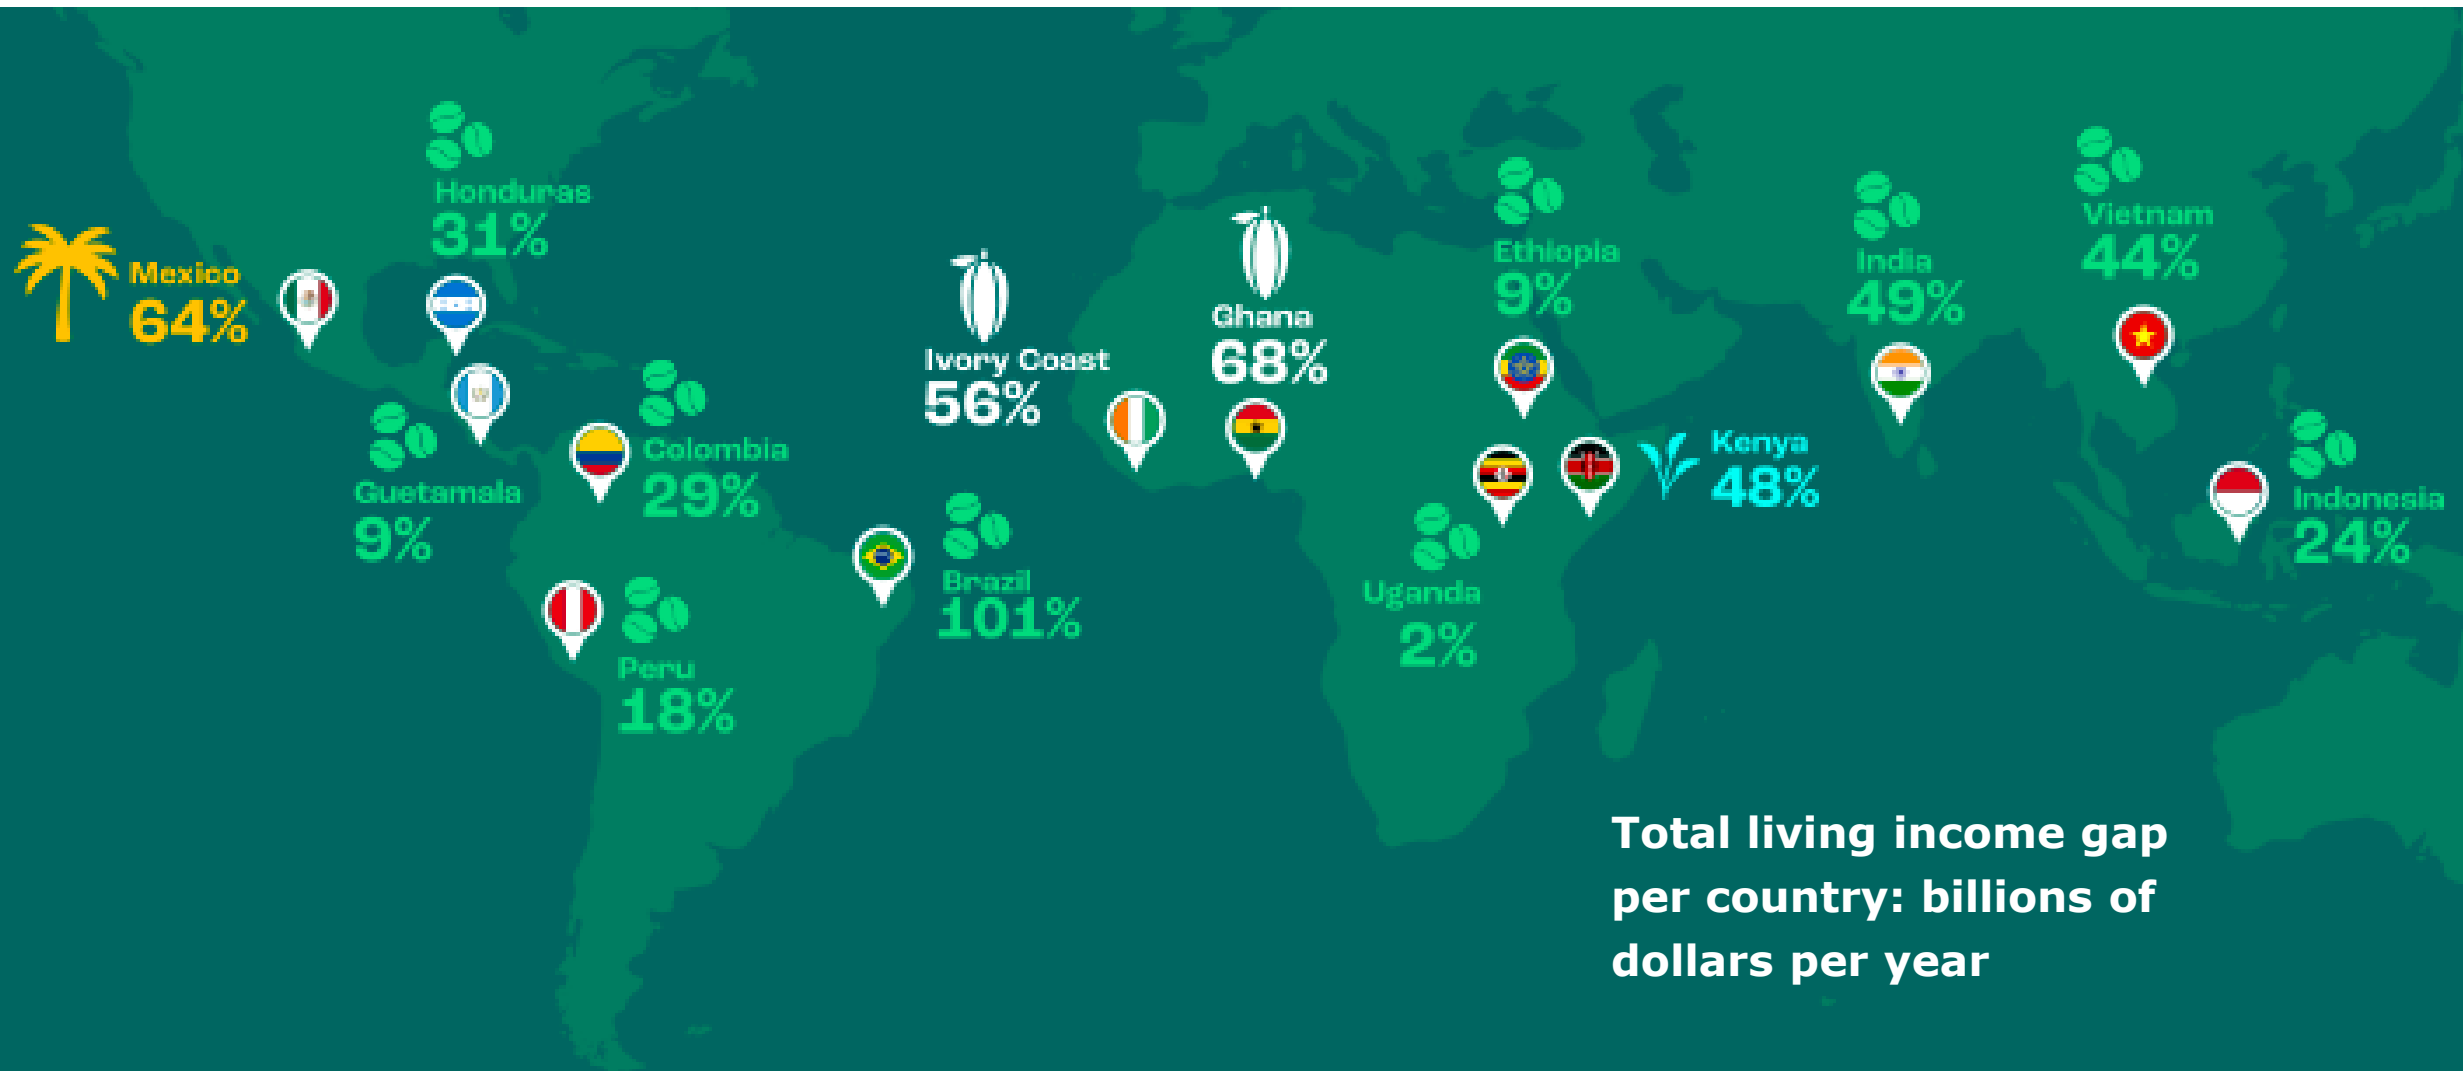 Honduras
31%
Mexico
64%
Guetamala
9%
Colombia
29%
Peru
18%
Brazil
101%
Ivory Coast
56%
Ghana
68%
Ethiopia
9%
Kenya
48%
Uganda
2%
India
49%
Vietnam
44%
Indonesia
24%
Total living income gap
per country: billions of
dollars per year